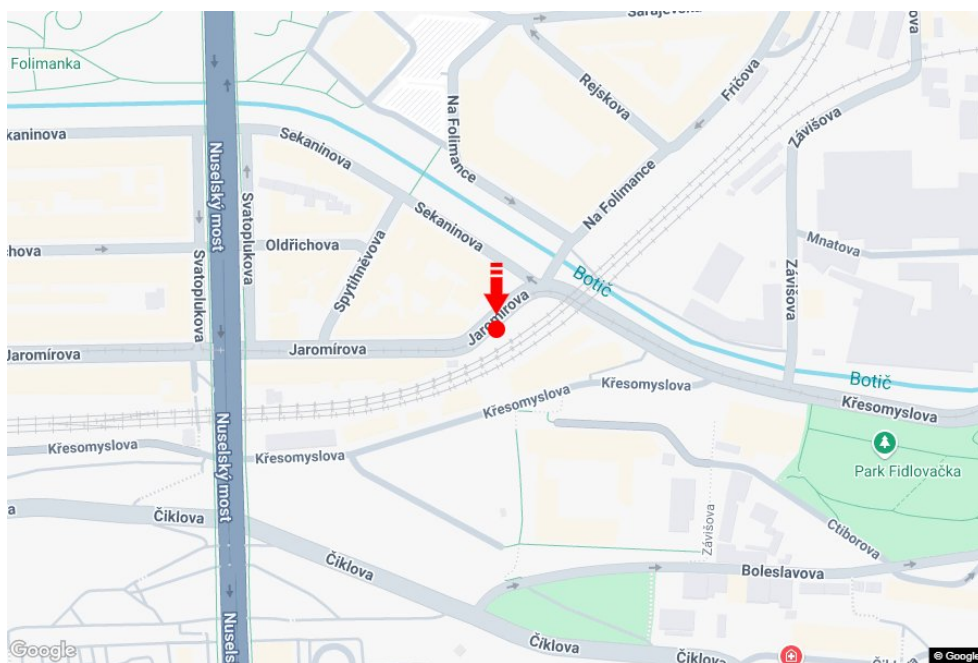 Sarajevská
Folimanka
Rejskova
Fričova
Na Folimance
Závišova
kaninova
Sekaninova
Nuselský most
Svatoplukova
Na Folimance
Sekaninova
Mnatova
chova
Oldřichova
Spytihněvova
Svatoplukova
Botič
Závišova
Jaromírova
Jaromírova
Jaromírova
Křesomyslova
Botič
Křesomyslova
Křesomyslova
Křesomyslova
Křesomyslova
Nuselský most
Park Fidlovačka
a
Čiklova
Závišova
Ctiborova
Čiklova
Boleslavova
Nusels
Čiklova
Čiklova
Čik
Google
© Google